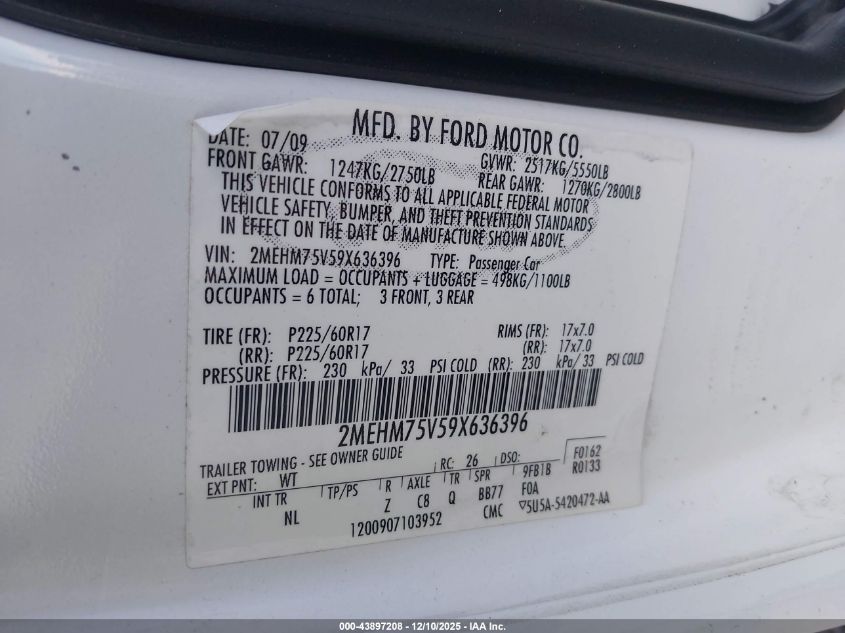 MFD. BY FORD MOTOR CO.
DATE: 07/09 GVWR: 2517KG/5550LB
FRONT GAWR: 1247KG/2750LB REAR GAWR: 1270KG/2800LB
THIS VEHICLE CONFORMS TO ALL APPLICABLE FEDERAL MOTOR
VEHICLE SAFETY, BUMPER, AND THEFT PREVENTION STANDARDS
IN EFFECT ON THE DATE OF MANUFACTURE SHOWN ABOVE.
VIN: 2MEHM75V59X636396 TYPE: Passenger Car
MAXIMUM LOAD = OCCUPANTS + LUGGAGE = 498KG/1100LB
OCCUPANTS = 6 TOTAL; 3 FRONT, 3 REAR
TIRE (FR): P225/60R17 RIMS (FR): 17x7.0
(RR): P225/60R17 (RR): 17x7.0
PRESSURE (FR): 230 kPa/ 33 PSI COLD (RR): 230 kPa/ 33 PSI COLD
2MEHM75V59X636396
TRAILER TOWING - SEE OWNER GUIDE
EXT PNT: WT RC: 26 DSO: F0162
INT TR TP/PS R AXLE TR SPR 9FB1B R0133
NL Z C8 Q BB77 F0A
1200907103952 CMC ▽5U5A-5420472-AA
000-43897208 - 12/10/2025 - IAA Inc.